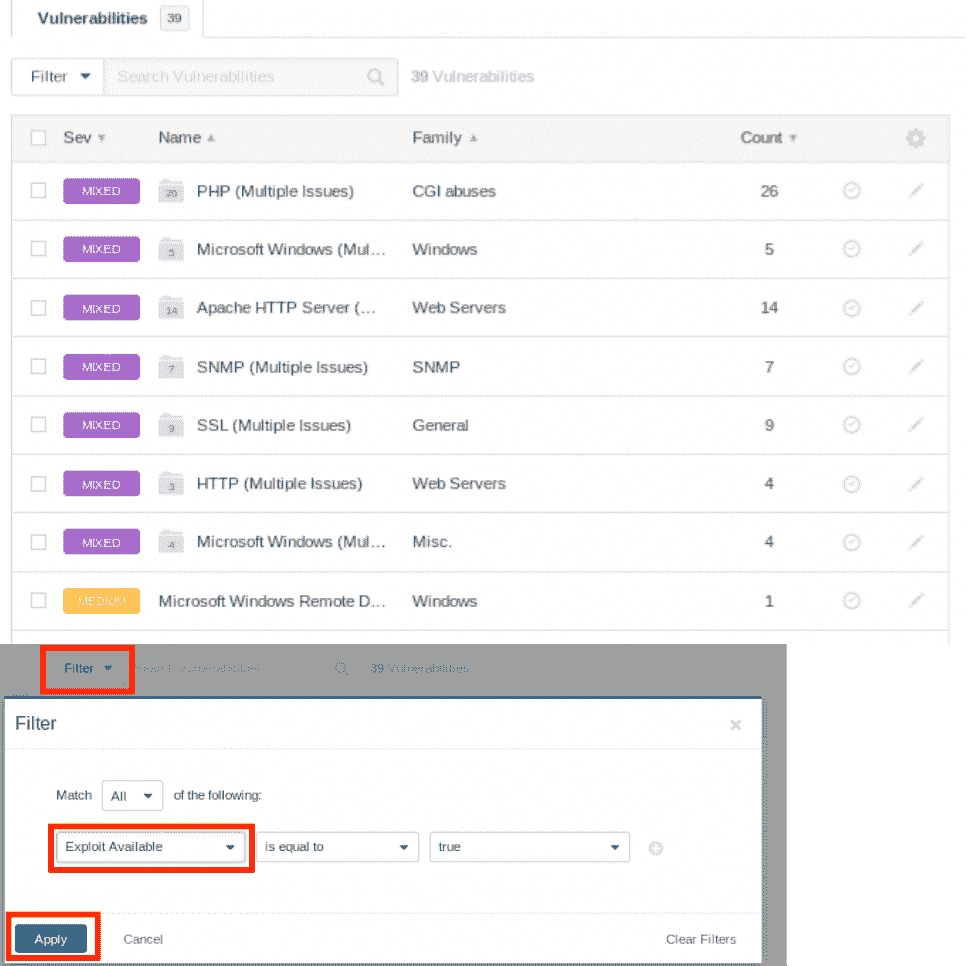 Vulnerabilities 39
Filter Search Vulnerabilities 39 Vulnerabilities
Sev Name Family Count
MIXED 26 PHP (Multiple Issues) CGI abuses 26
MIXED 5 Microsoft Windows (Mul... Windows 5
MIXED 14 Apache HTTP Server (... Web Servers 14
MIXED 7 SNMP (Multiple Issues) SNMP 7
MIXED 9 SSL (Multiple Issues) General 9
MIXED 3 HTTP (Multiple Issues) Web Servers 4
MIXED 4 Microsoft Windows (Mul... Misc. 4
MEDIUM Microsoft Windows Remote D... Windows 1
Filter Search Vulnerabilities 39 Vulnerabilities
Filter
Match All of the following:
Exploit Available is equal to true
Apply Cancel Clear Filters